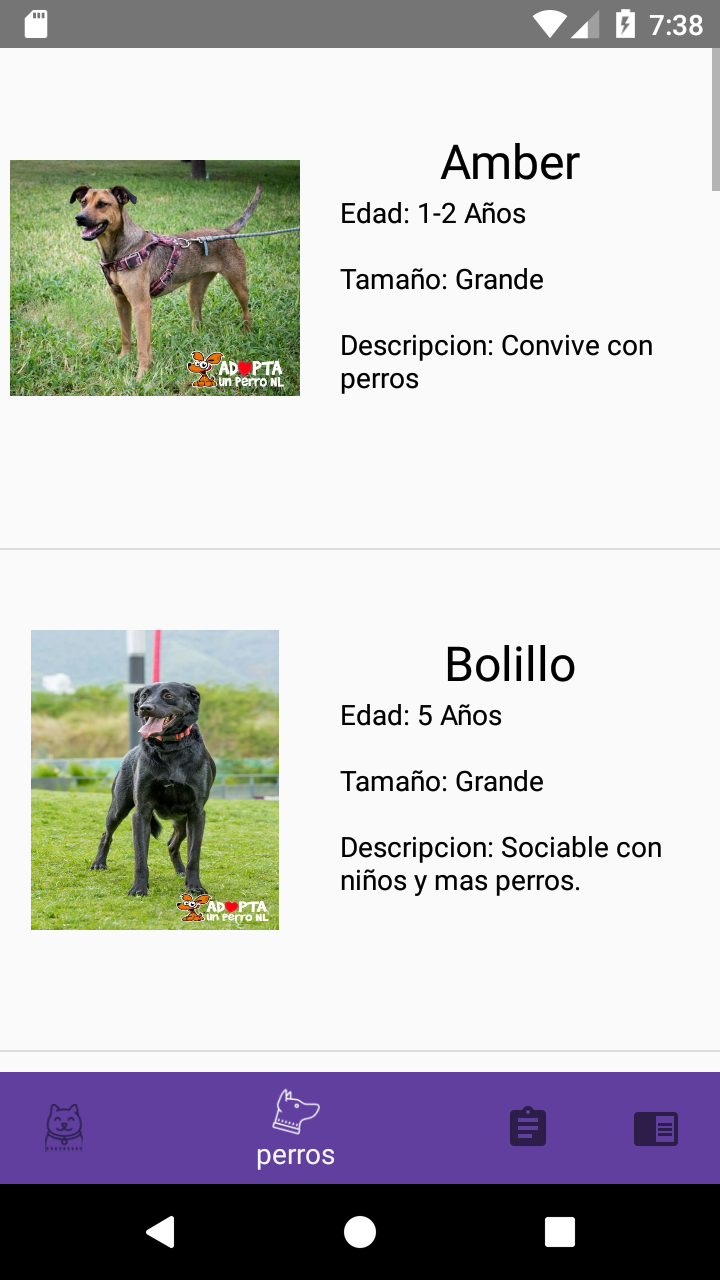 7:38
Amber
Edad: 1-2 Años
Tamaño: Grande
Descripcion: Convive con
perros
ADOPTA
un Perro NL
Bolillo
Edad: 5 Años
Tamaño: Grande
Descripcion: Sociable con
niños y mas perros.
ADOPTA
un Perro NL
perros